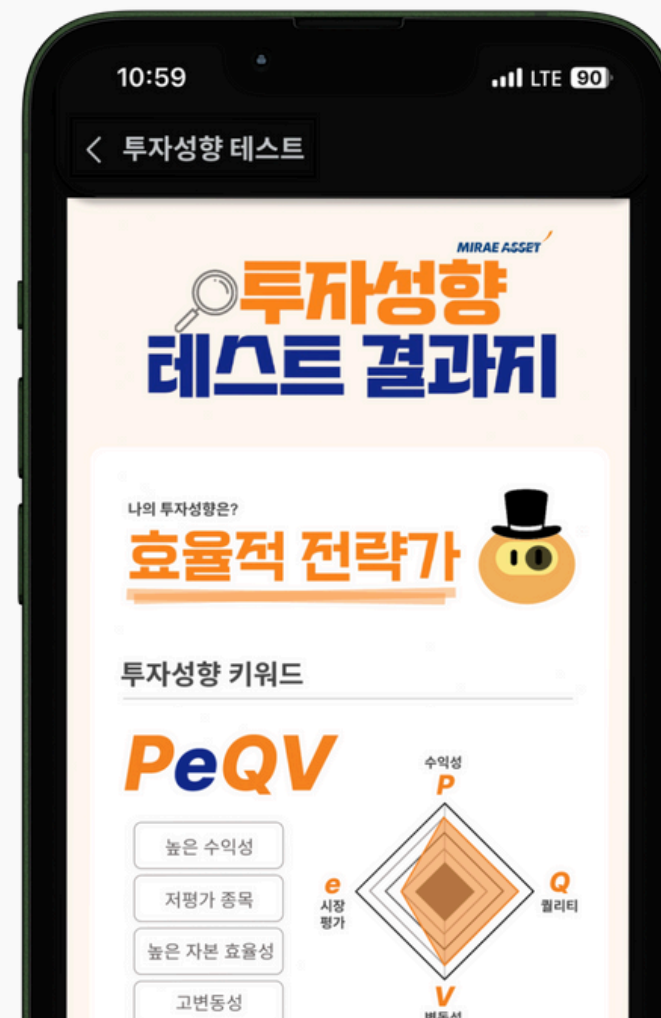 10:59
LTE 90
투자성향 테스트
MIRAE ASSET
투자성향
테스트 결과지
나의 투자성향은?
효율적 전략가
투자성향 키워드
PeQV
높은 수익성
저평가 종목
높은 자본 효율성
고변동성
수익성
P
e
시장
평가
Q
퀄리티
V
변동성